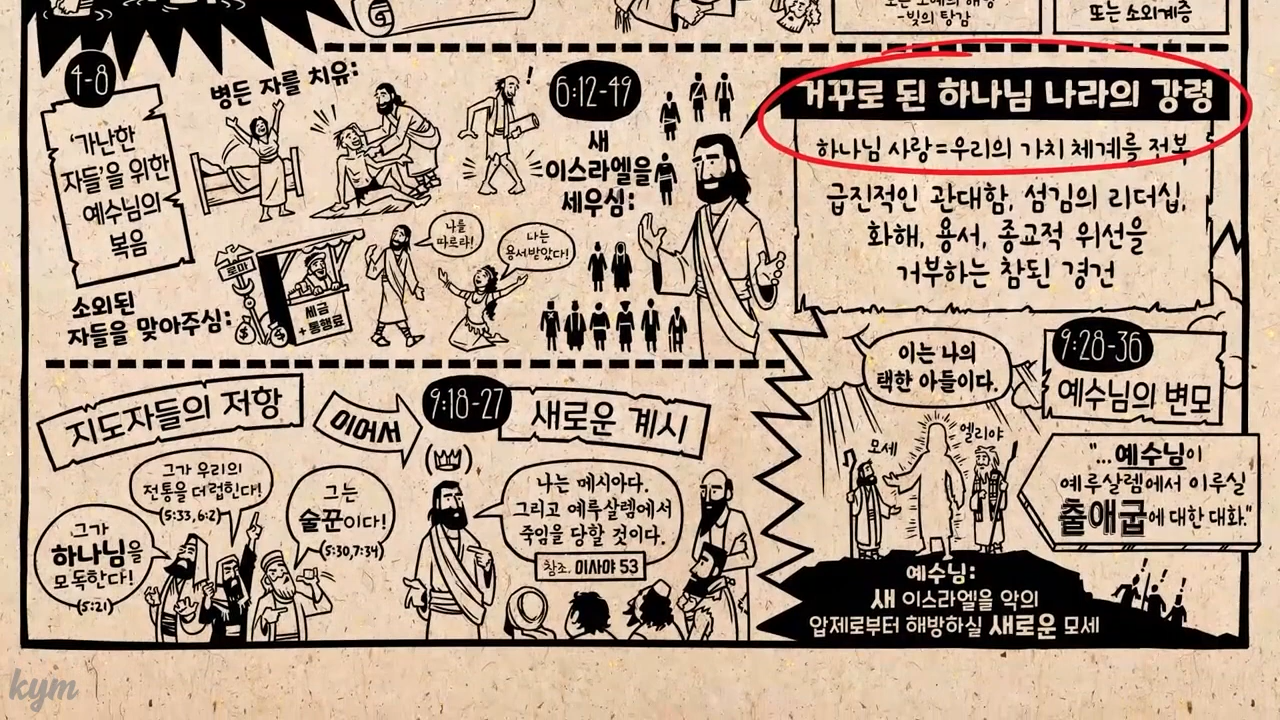 -빛의 탕감
또는 소외계층
4-8
'가난한
자들'을 위한
예수님의
복음
병든 자를 치유:
!
소외된
자들을 맞아주심:
로마
세금
+통행료
나를
따르라!
나는
용서받았다!
6:12-49
새
이스라엘을
세우심:
거꾸로 된 하나님 나라의 강령
하나님 사랑=우리의 가치 체계를 전복
급진적인 관대함, 섬김의 리더십,
화해, 용서, 종교적 위선을
거부하는 참된 경건
지도자들의 저항
그가
하나님을
모독한다!
(5:21)
그가 우리의
전통을 더럽힌다!
(5:33,6:2)
그는
술꾼이다!
(5:30,7:34)
이어서
9:18-27
새로운 계시
나는 메시아다.
그리고 예루살렘에서
죽임을 당할 것이다.
참조. 이사야 53
이는 나의
택한 아들이다.
9:28-36
예수님의 변모
모세
엘리야
"...예수님이
예루살렘에서 이루실
출애굽에 대한 대화."
예수님:
새 이스라엘을 악의
압제로부터 해방하실 새로운 모세
kym